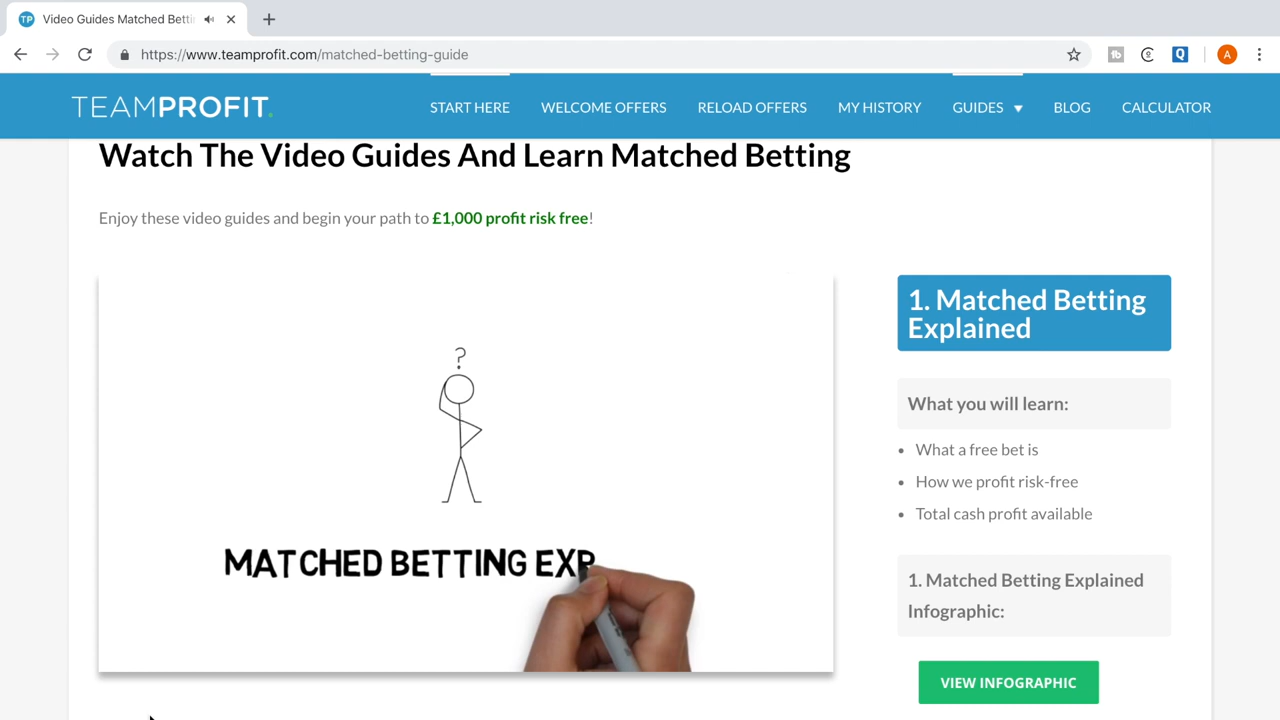 TP Video Guides Matched Betti
https://www.teamprofit.com/matched-betting-guide
tb
Q
A
TEAMPROFIT.
START HERE
WELCOME OFFERS
RELOAD OFFERS
MY HISTORY
GUIDES
BLOG
CALCULATOR
Watch The Video Guides And Learn Matched Betting
Enjoy these video guides and begin your path to £1,000 profit risk free!
?
MATCHED BETTING EXP
1. Matched Betting
Explained
What you will learn:
• What a free bet is
• How we profit risk-free
• Total cash profit available
1. Matched Betting Explained
Infographic:
VIEW INFOGRAPHIC